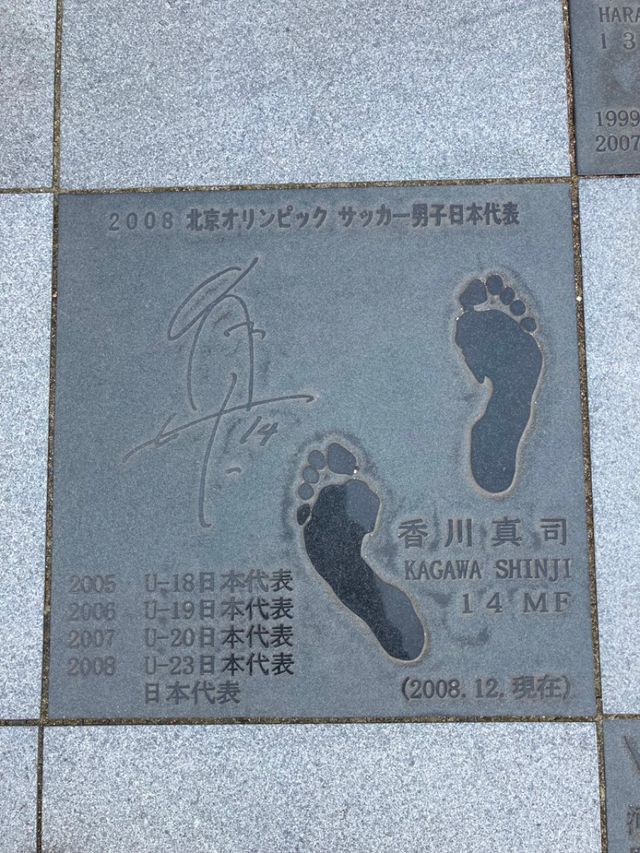 HARA
13
1999
2007
2008 北京オリンピック サッカー男子日本代表
14
香川真司
KAGAWA SHINJI
14 MF
2005 U-18日本代表
2006 U-19日本代表
2007 U-20日本代表
2008 U-23日本代表
日本代表
(2008.12.現在)